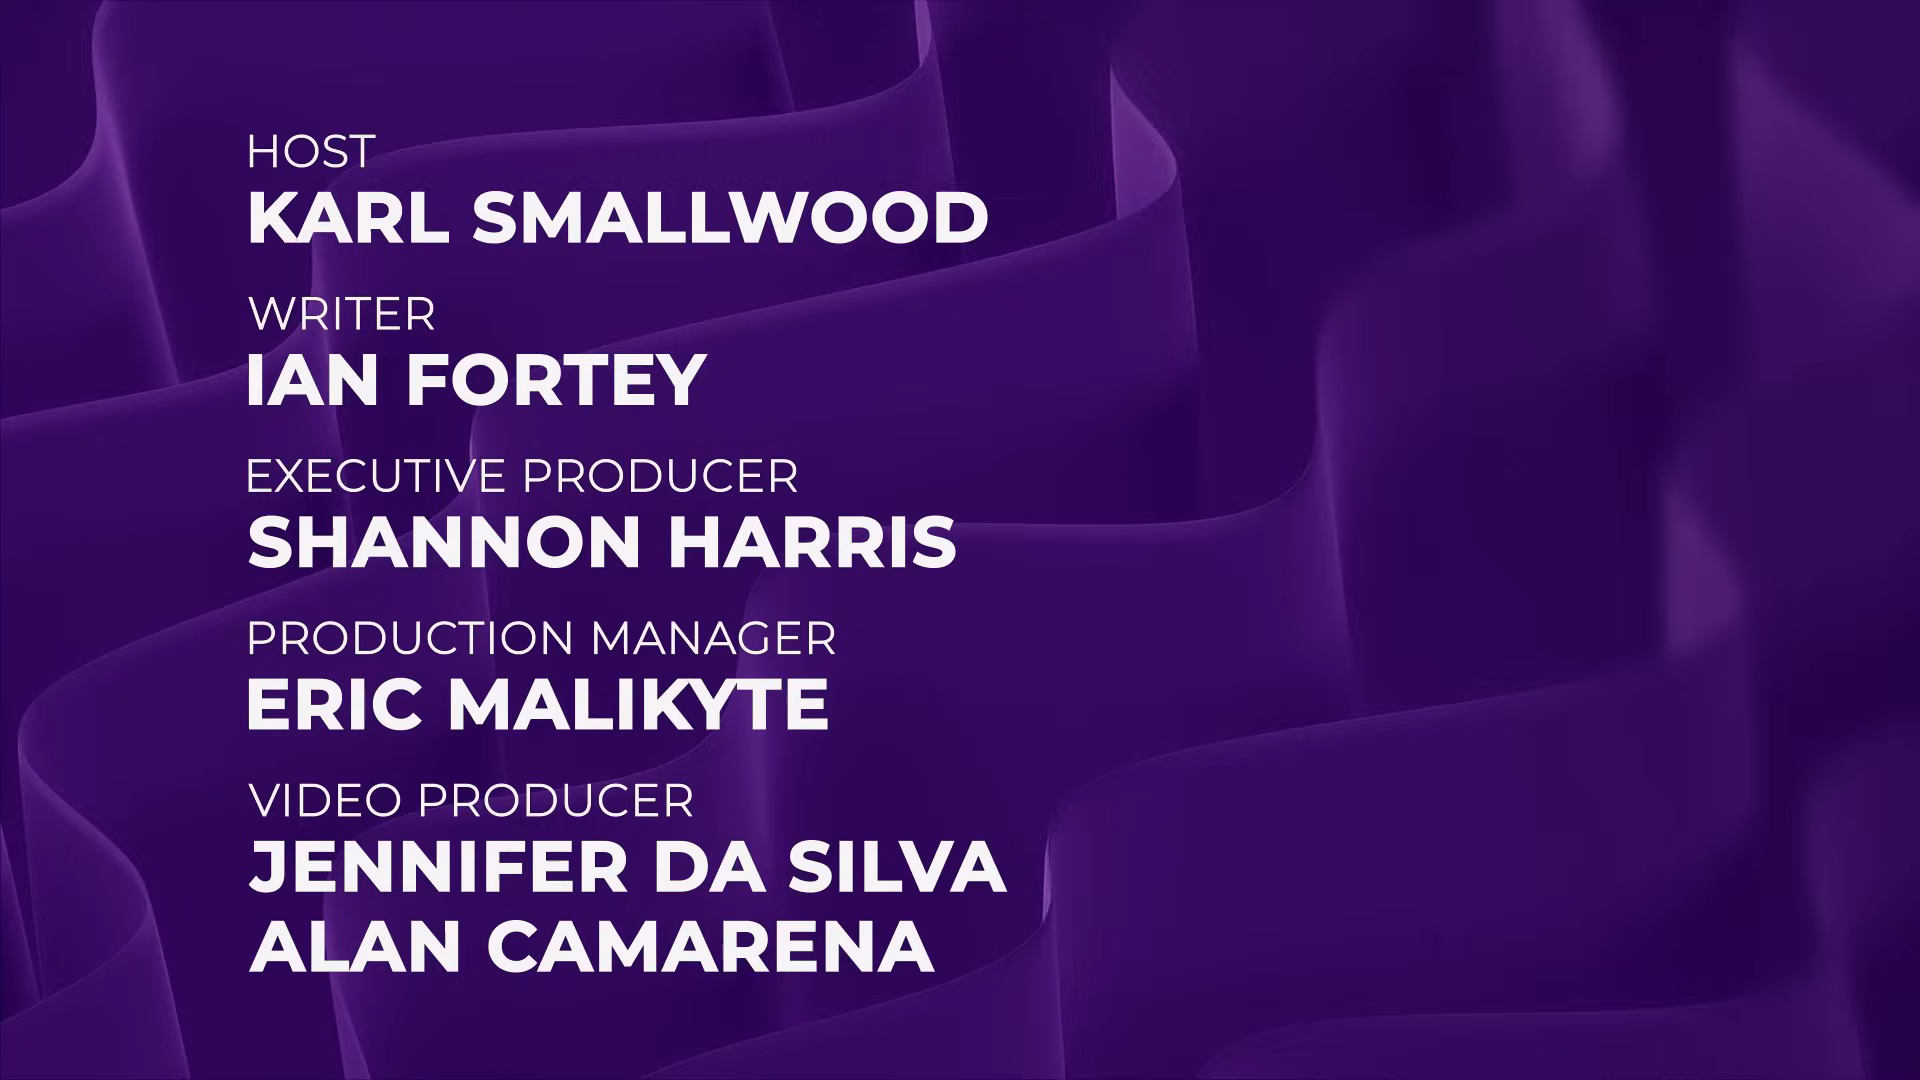 HOST
KARL SMALLWOOD
WRITER
IAN FORTEY
EXECUTIVE PRODUCER
SHANNON HARRIS
PRODUCTION MANAGER
ERIC MALIKYTE
VIDEO PRODUCER
JENNIFER DA SILVA
ALAN CAMARENA